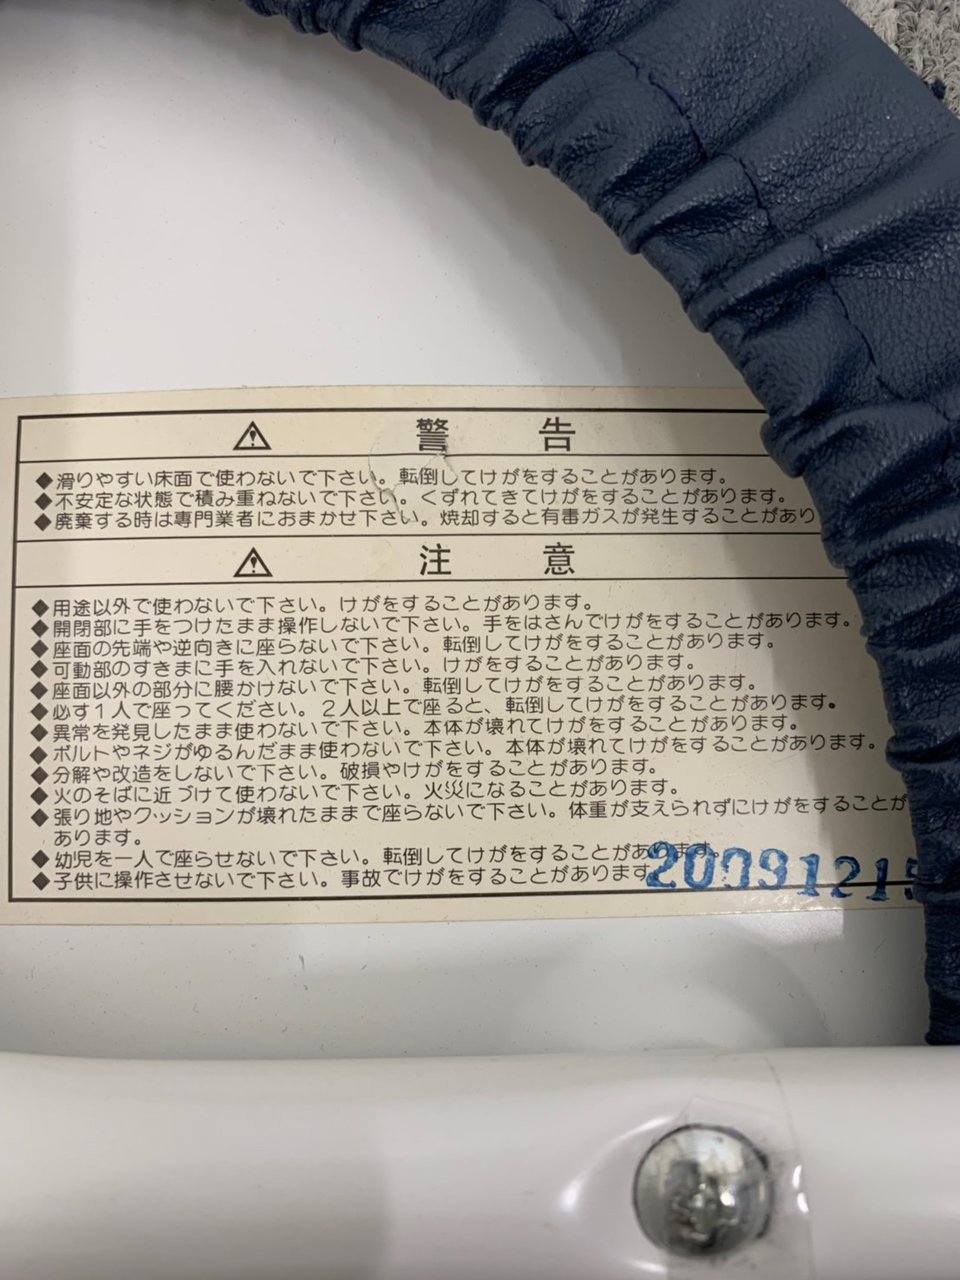 ⚠ 警告
◆滑りやすい床面で使わないで下さい。転倒してけがをすることがあります。
◆不安定な状態で積み重ねないで下さい。くずれてきてけがをすることがあります。
◆廃棄する時は専門業者におまかせ下さい。焼却すると有毒ガスが発生することがあり
⚠ 注意
◆用途以外で使わないで下さい。けがをすることがあります。
◆開閉部に手をつけたまま操作しないで下さい。手をはさんでけがをすることがあります。
◆座面の先端や逆向きに座らないで下さい。転倒してけがをすることがあります。
◆可動部のすきまに手を入れないで下さい。けがをすることがあります。
◆座面以外の部分に腰かけないで下さい。転倒してけがをすることがあります。
◆必ず1人で座ってください。2人以上で座ると、転倒してけがをすることがあります。
◆異常を発見したまま使わないで下さい。本体が壊れてけがをすることがあります。
◆ボルトやネジがゆるんだまま使わないで下さい。本体が壊れてけがをすることがあります。
◆分解や改造をしないで下さい。破損やけがをすることがあります。
◆火のそばに近づけて使わないで下さい。火災になることがあります。
◆張り地やクッションが壊れたままで座らないで下さい。体重が支えられずにけがをすることが
あります。
◆幼児を一人で座らせないで下さい。転倒してけがをすることがあります。
◆子供に操作させないで下さい。事故でけがをすることがあります
20091215